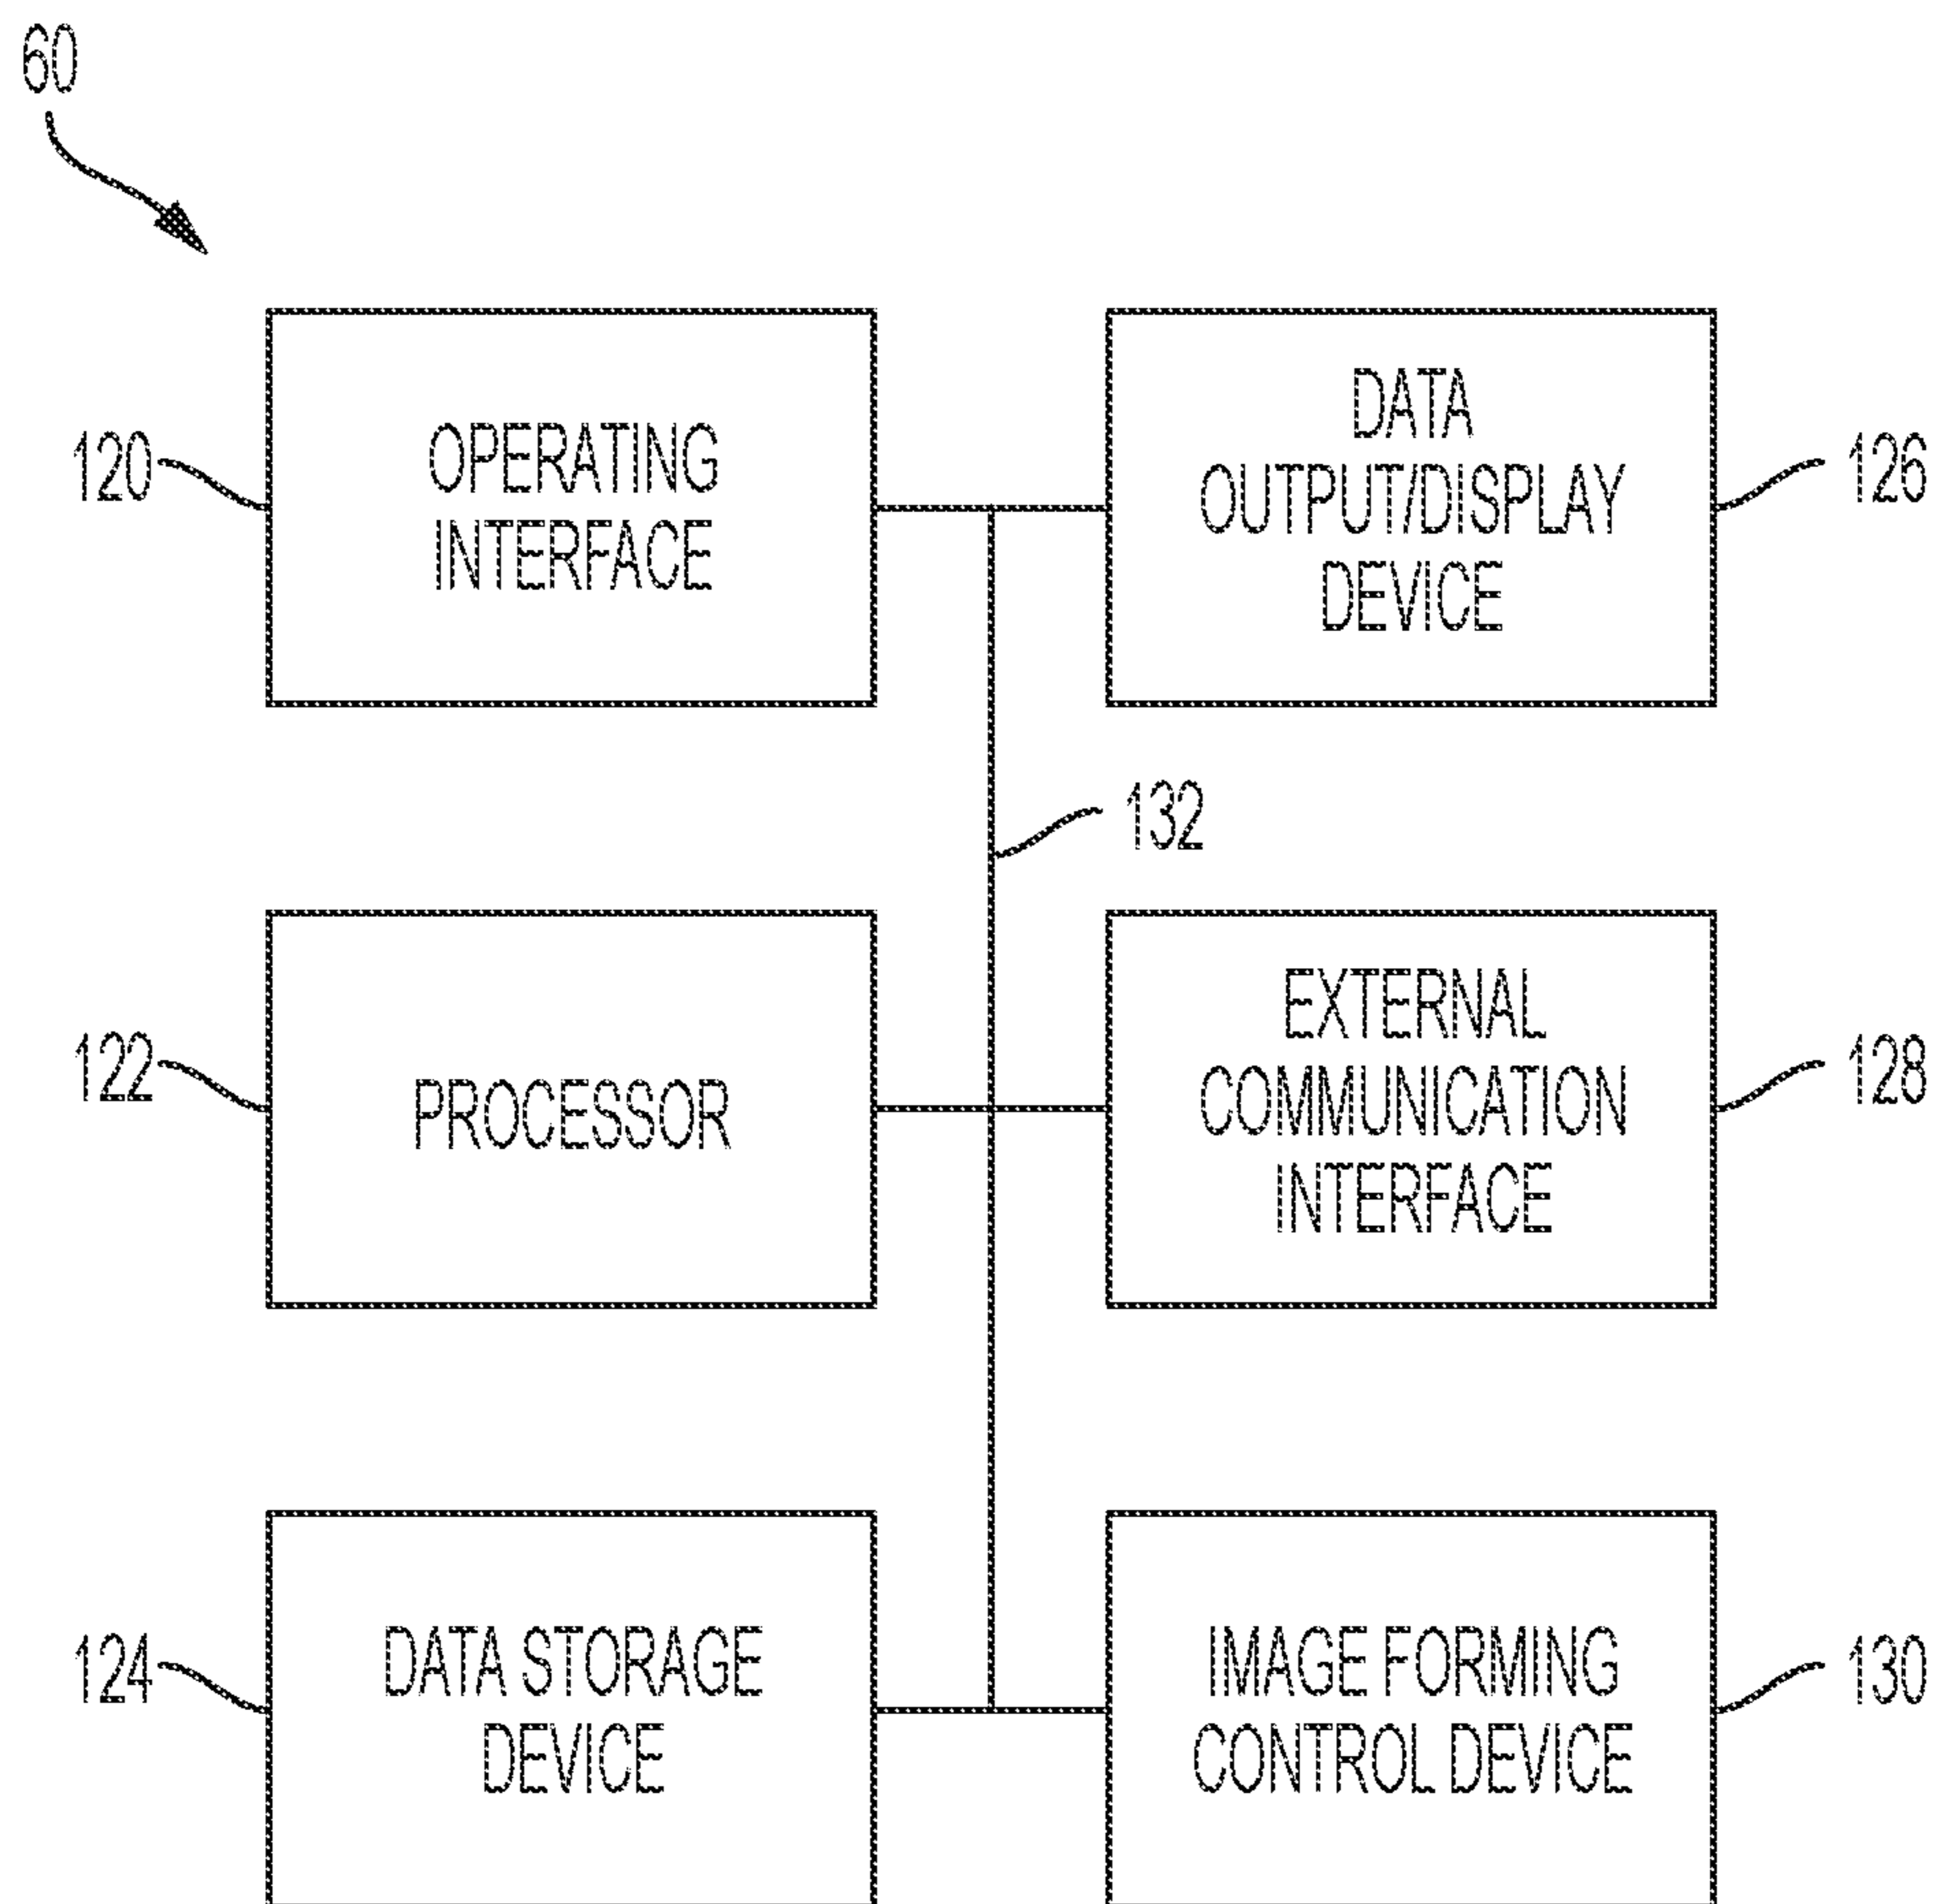 60
120
OPERATING
INTERFACE
DATA
OUTPUT/DISPLAY
DEVICE
126
132
122
PROCESSOR
EXTERNAL
COMMUNICATION
INTERFACE
128
124
DATA STORAGE
DEVICE
IMAGE FORMING
CONTROL DEVICE
130